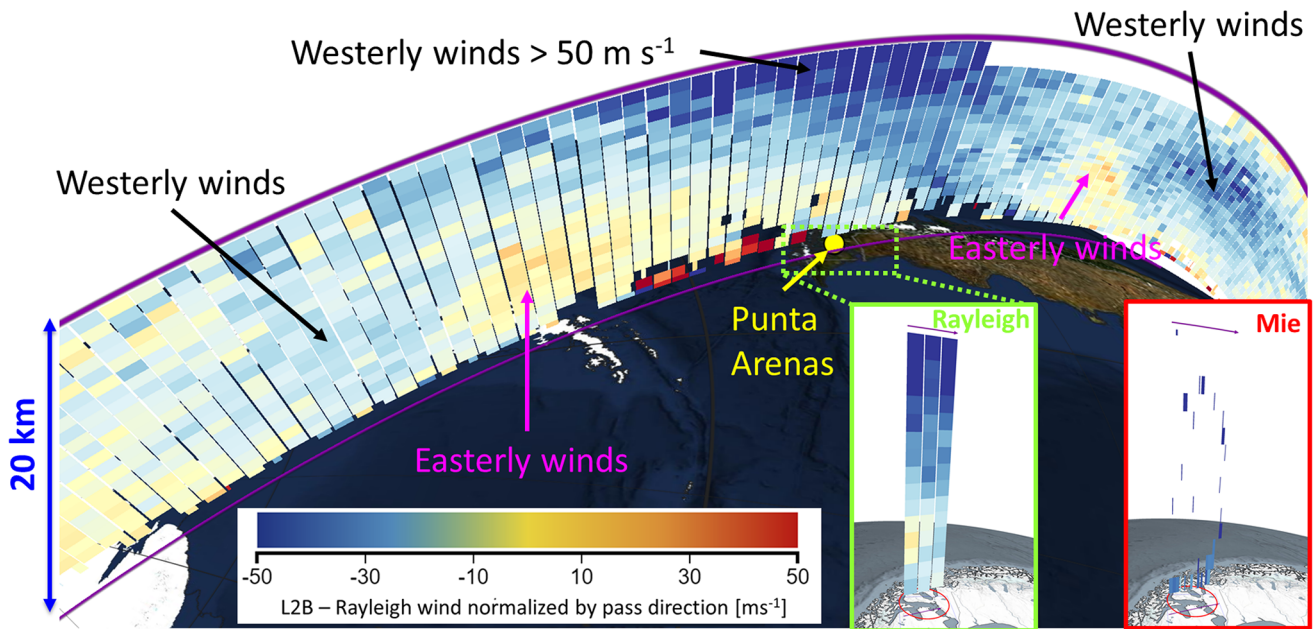 Westerly winds
Westerly winds > 50 m s-1
Westerly winds
Easterly winds
Punta
Arenas
Rayleigh
Mie
20 km
Easterly winds
-50 -30 -10 10 30 50
L2B – Rayleigh wind normalized by pass direction [ms-1]